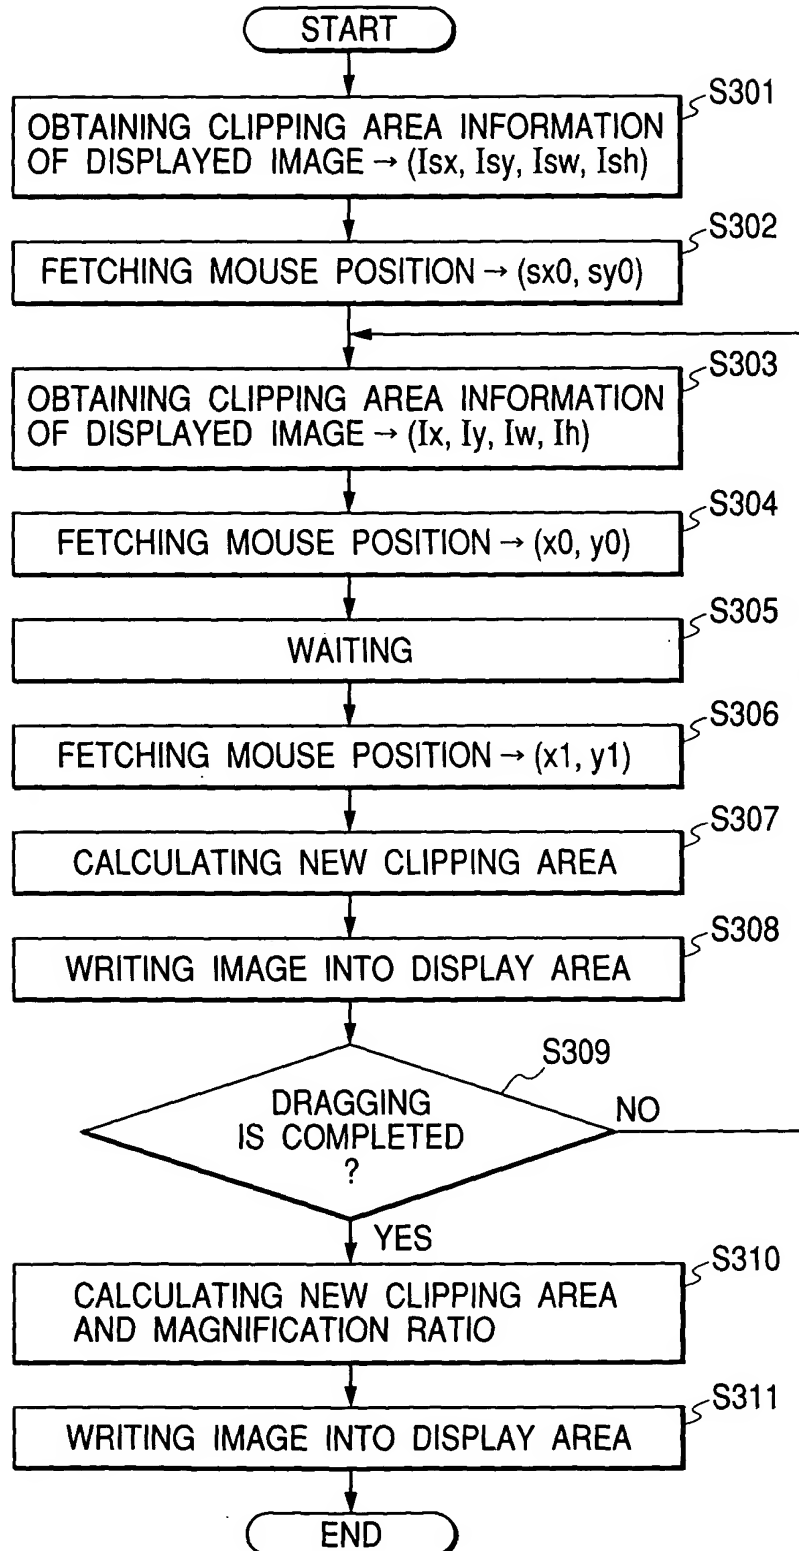 START
S301
OBTAINING CLIPPING AREA INFORMATION
OF DISPLAYED IMAGE → (Isx, Isy, Isw, Ish)
S302
FETCHING MOUSE POSITION → (sx0, sy0)
S303
OBTAINING CLIPPING AREA INFORMATION
OF DISPLAYED IMAGE → (Ix, Iy, Iw, Ih)
S304
FETCHING MOUSE POSITION → (x0, y0)
S305
WAITING
S306
FETCHING MOUSE POSITION → (x1, y1)
S307
CALCULATING NEW CLIPPING AREA
S308
WRITING IMAGE INTO DISPLAY AREA
S309
DRAGGING
IS COMPLETED
?
NO
YES
S310
CALCULATING NEW CLIPPING AREA
AND MAGNIFICATION RATIO
S311
WRITING IMAGE INTO DISPLAY AREA
END